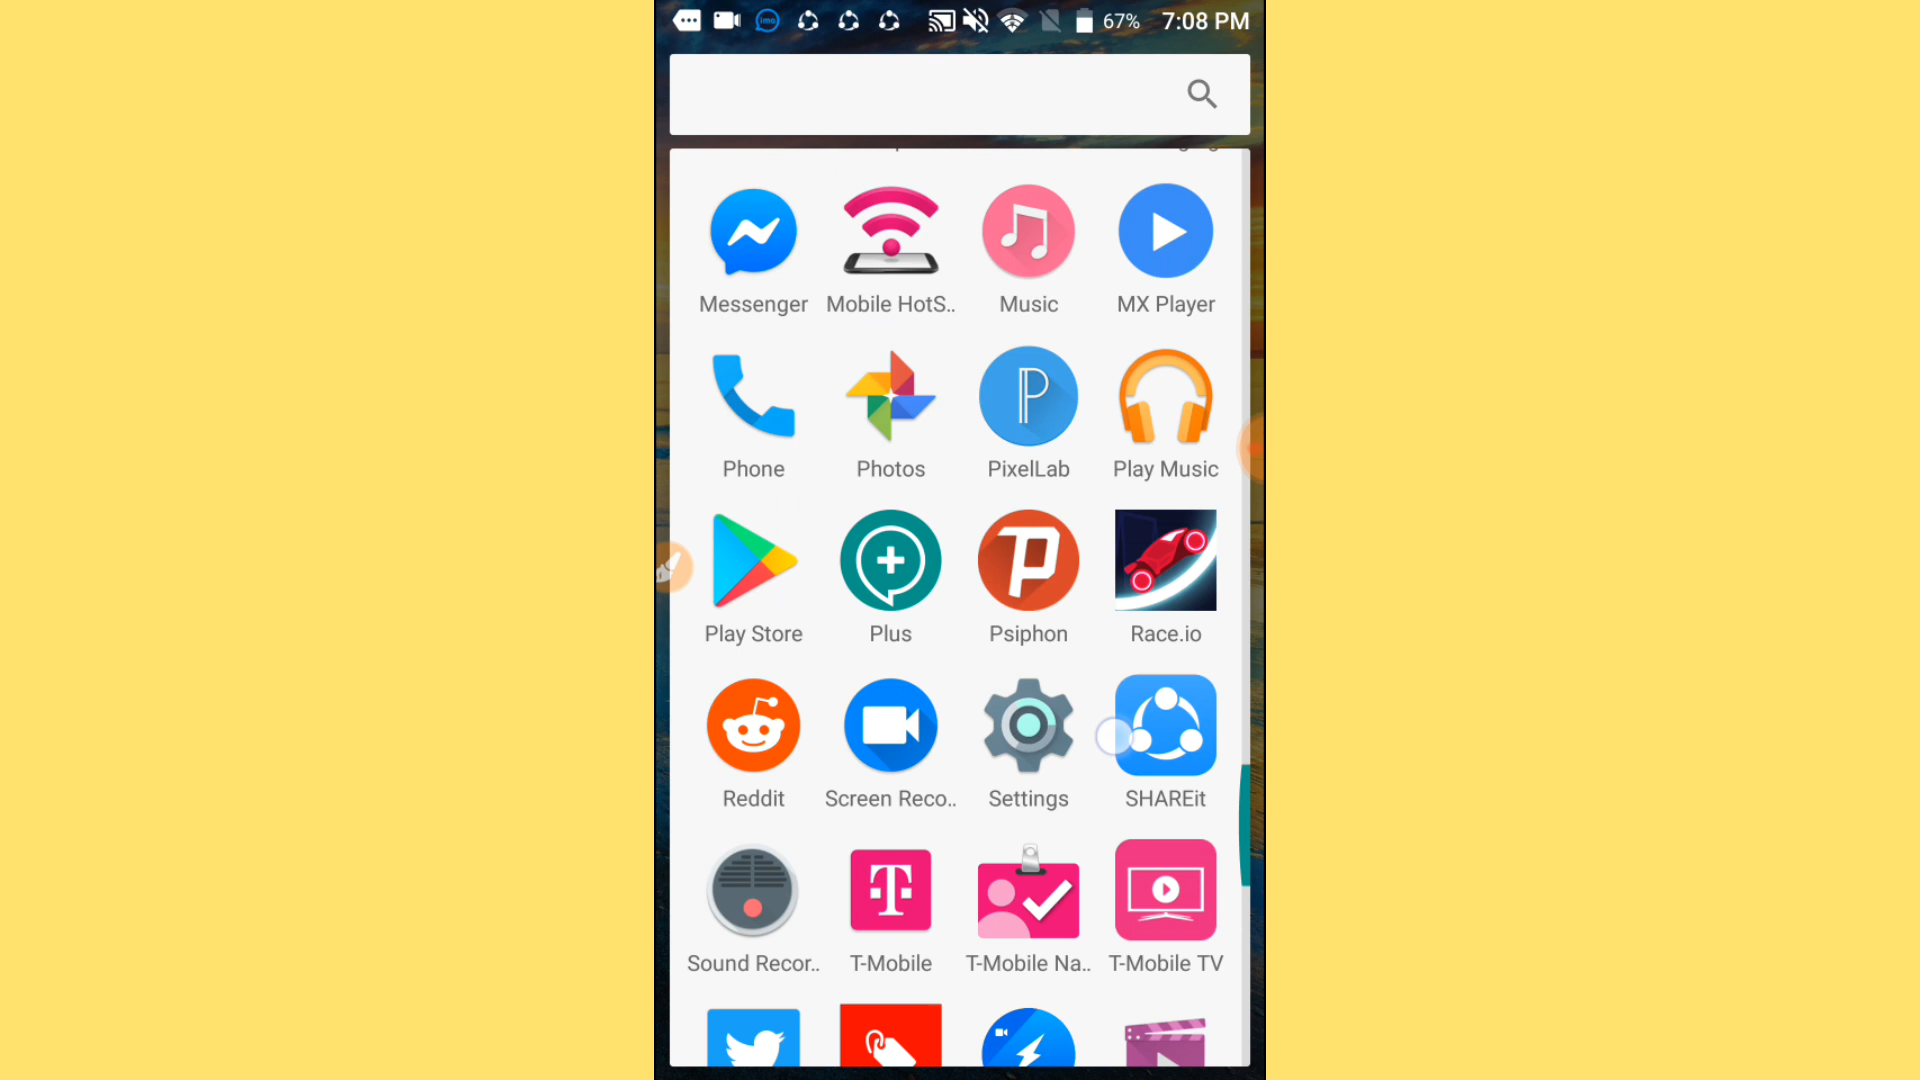 imo 67% 7:08 PM
Messenger Mobile HotS.. Music MX Player
Phone Photos PixelLab Play Music
Play Store Plus Psiphon Race.io
Reddit Screen Reco.. Settings SHAREit
Sound Recor.. T-Mobile T-Mobile Na.. T-Mobile TV